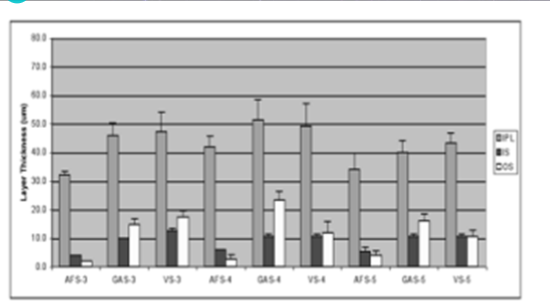 80.0
70.0
60.0
50.0
40.0
30.0
20.0
10.0
0.0
Layer Thickness (um)
AFS-3 GAS-3 VS-3 AFS-4 GAS-4 VS-4 AFS-5 GAS-5 VS-5
IPL
IS
OS